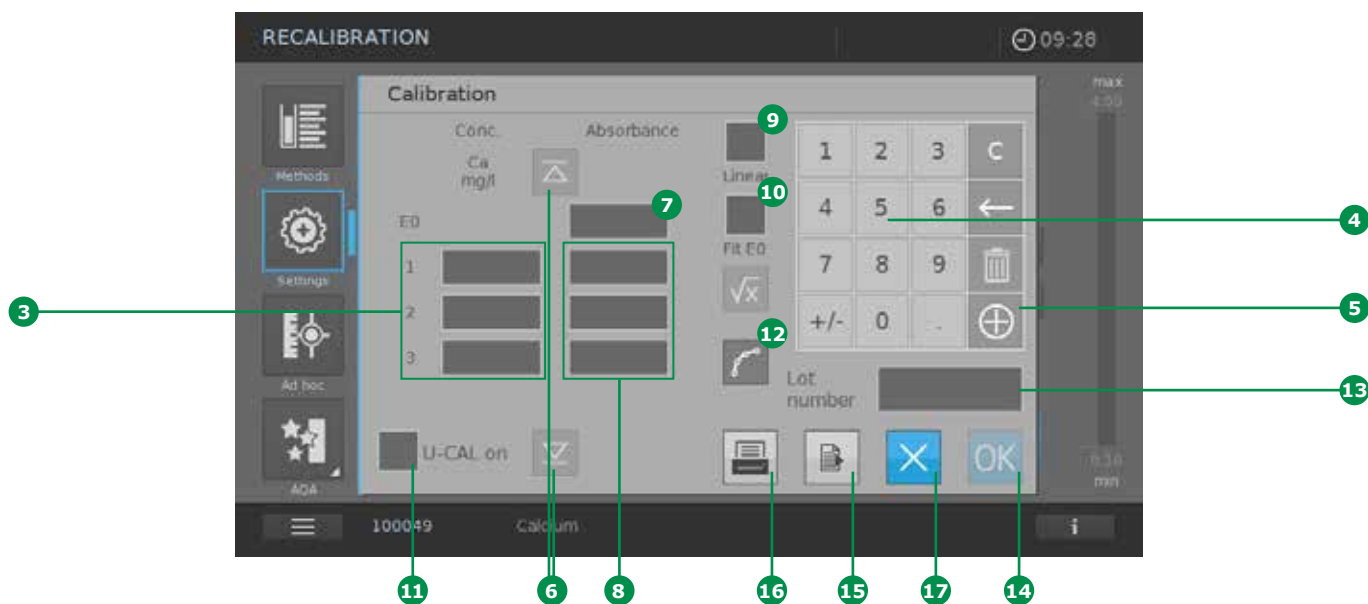 RECALIBRATION
09:28
Calibration
max
4:00
Conc.
Absorbance
9
Ca
mg/l
Methods
Linear
10
7
E0
Fit E0
1
2
3
Settings
3
√x
12
Ad hoc
1 2 3 C
4 5 6 ←
7 8 9
+/- 0 .
4
5
Lot
number
13
U-CAL on
OK
0:10
min
AQA
100049
Calcium
i
11
6
8
16
15
17
14